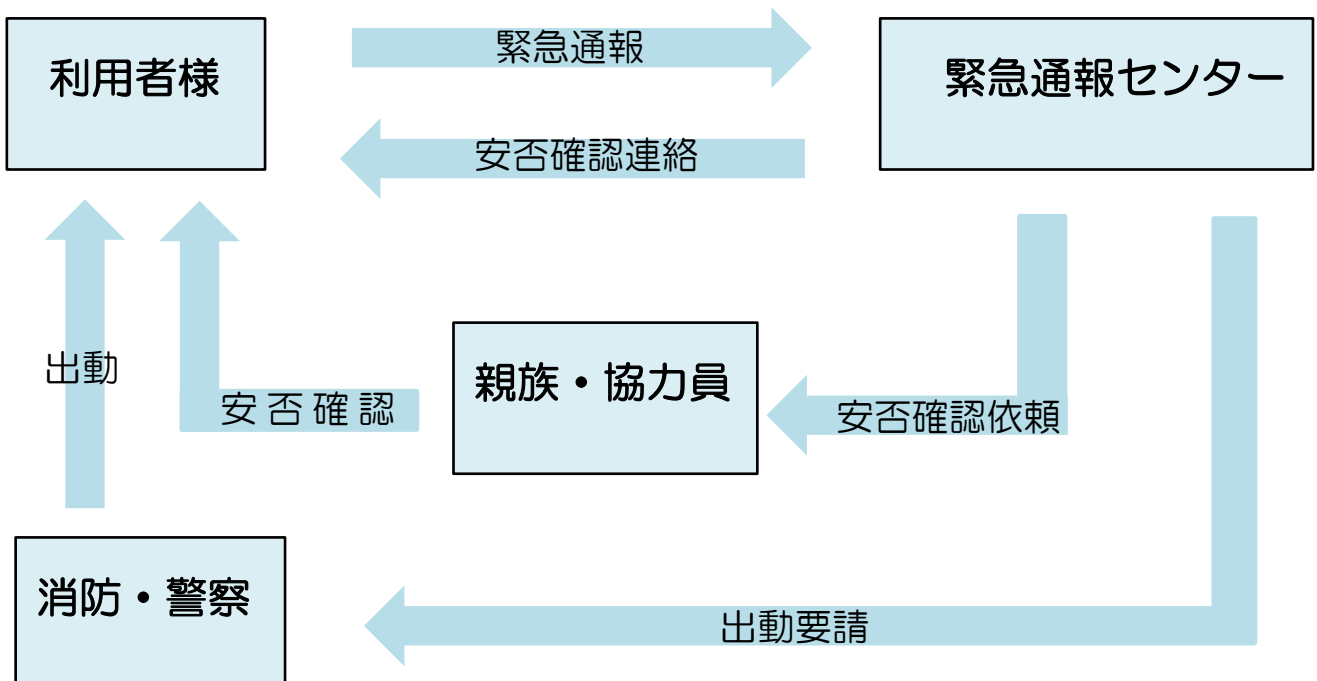 利用者様
緊急通報
緊急通報センター
安否確認連絡
出動
安否確認
親族・協力員
安否確認依頼
消防・警察
出動要請